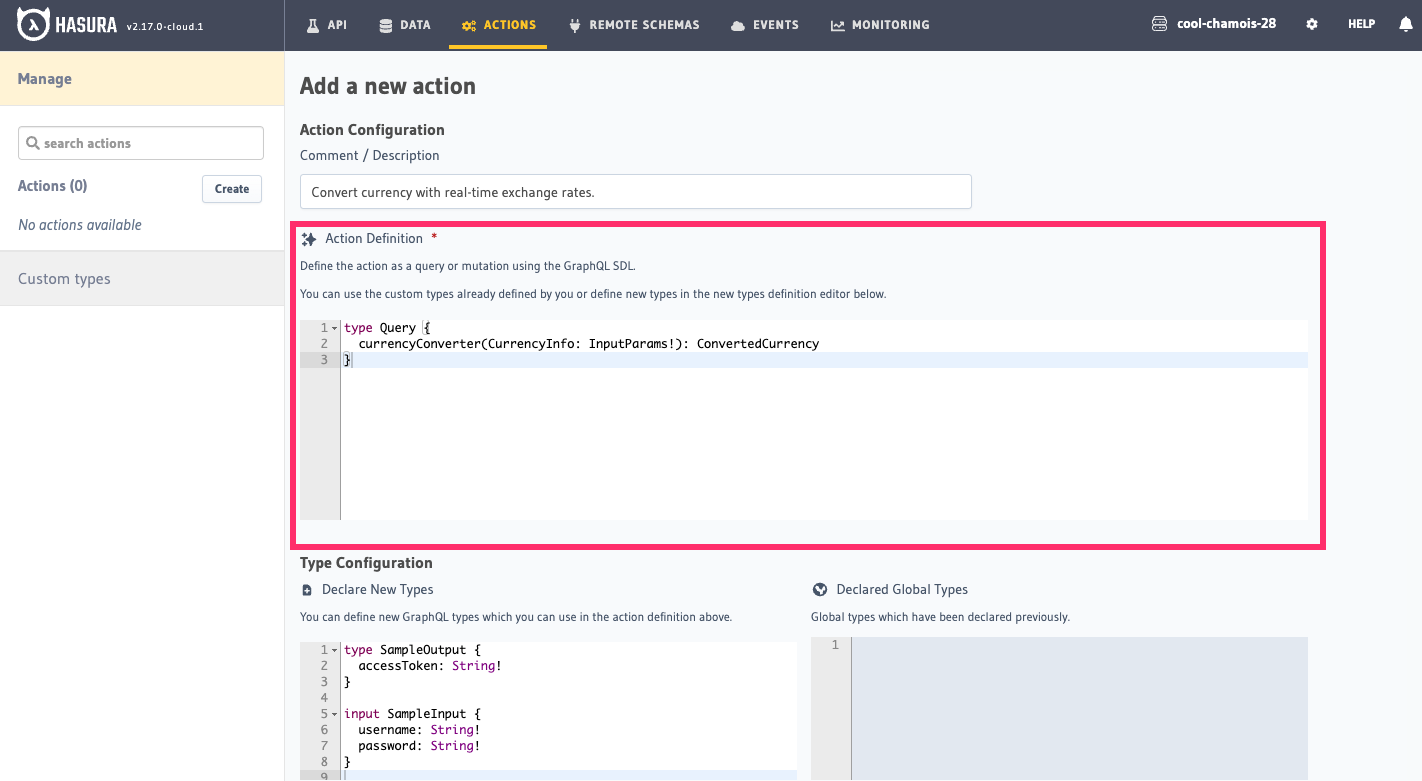 HASURA v2.17.0-cloud.1 API DATA ACTIONS REMOTE SCHEMAS EVENTS MONITORING cool-chamois-28 HELP
Manage
search actions
Actions (0) Create
No actions available
Custom types
Add a new action
Action Configuration
Comment / Description
Convert currency with real-time exchange rates.
Action Definition *
Define the action as a query or mutation using the GraphQL SDL.
You can use the custom types already defined by you or define new types in the new types definition editor below.
1 type Query {
2 currencyConverter(CurrencyInfo: InputParams!): ConvertedCurrency
3 }
Type Configuration
Declare New Types
You can define new GraphQL types which you can use in the action definition above.
1 type SampleOutput {
2 accessToken: String!
3 }
4
5 input SampleInput {
6 username: String!
7 password: String!
8 }
9
Declared Global Types
Global types which have been declared previously.
1